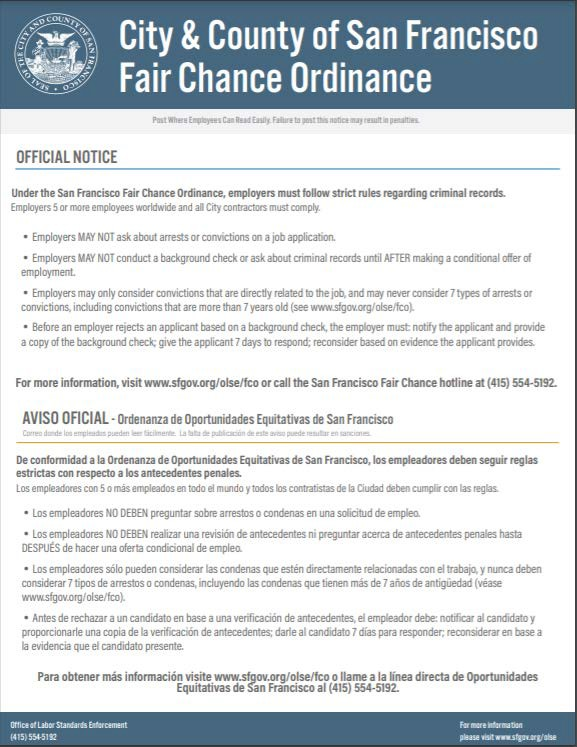 SEAL OF THE CITY AND COUNTY OF SAN FRANCISCO
City & County of San Francisco
Fair Chance Ordinance
Post Where Employees Can Read Easily. Failure to post this notice may result in penalties.
OFFICIAL NOTICE
Under the San Francisco Fair Chance Ordinance, employers must follow strict rules regarding criminal records.
Employers 5 or more employees worldwide and all City contractors must comply.
• Employers MAY NOT ask about arrests or convictions on a job application.
• Employers MAY NOT conduct a background check or ask about criminal records until AFTER making a conditional offer of
employment.
• Employers may only consider convictions that are directly related to the job, and may never consider 7 types of arrests or
convictions, including convictions that are more than 7 years old (see www.sfgov.org/olse/fco).
• Before an employer rejects an applicant based on a background check, the employer must: notify the applicant and provide
a copy of the background check; give the applicant 7 days to respond; reconsider based on evidence the applicant provides.
For more information, visit www.sfgov.org/olse/fco or call the San Francisco Fair Chance hotline at (415) 554-5192.
AVISO OFICIAL - Ordenanza de Oportunidades Equitativas de San Francisco
Correo donde los empleados pueden leer fácilmente. La falta de publicación de este aviso puede resultar en sanciones.
De conformidad a la Ordenanza de Oportunidades Equitativas de San Francisco, los empleadores deben seguir reglas
estrictas con respecto a los antecedentes penales.
Los empleadores con 5 o más empleados en todo el mundo y todos los contratistas de la Ciudad deben cumplir con las reglas.
• Los empleadores NO DEBEN preguntar sobre arrestos o condenas en una solicitud de empleo.
• Los empleadores NO DEBEN realizar una revisión de antecedentes ni preguntar acerca de antecedentes penales hasta
DESPUÉS de hacer una oferta condicional de empleo.
• Los empleadores sólo pueden considerar las condenas que estén directamente relacionadas con el trabajo, y nunca deben
considerar 7 tipos de arrestos o condenas, incluyendo las condenas que tienen más de 7 años de antigüedad (véase
www.sfgov.org/olse/fco).
• Antes de rechazar a un candidato en base a una verificación de antecedentes, el empleador debe: notificar al candidato y
proporcionarle una copia de la verificación de antecedentes; darle al candidato 7 días para responder; reconsiderar en base a
la evidencia que el candidato presente.
Para obtener más información visite www.sfgov.org/olse/fco o llame a la línea directa de Oportunidades
Equitativas de San Francisco al (415) 554-5192.
Office of Labor Standards Enforcement
(415) 554-5192
For more information
please visit www.sfgov.org/olse